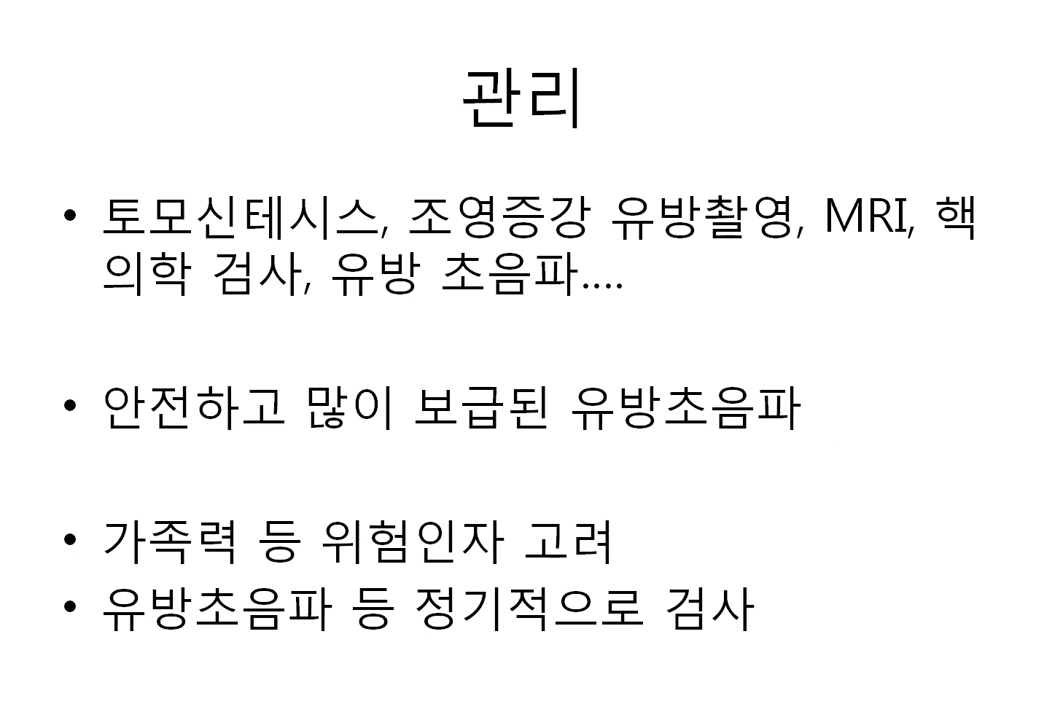 관리
• 토모신테시스, 조영증강 유방촬영, MRI, 핵
의학 검사, 유방 초음파....
• 안전하고 많이 보급된 유방초음파
• 가족력 등 위험인자 고려
• 유방초음파 등 정기적으로 검사